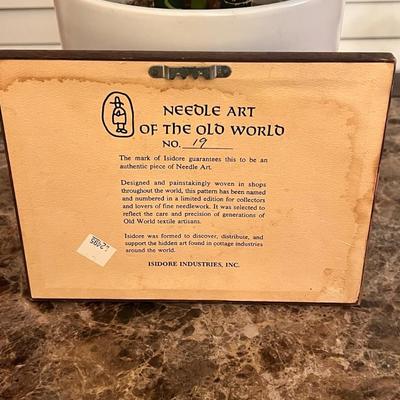 NEEDLE ART
OF THE OLD WORLD
NO. 19
The mark of Isidore guarantees this to be an
authentic piece of Needle Art.
Designed and painstakingly woven in shops
throughout the world, this pattern has been named
and numbered in a limited edition for collectors
and lovers of fine needlework. It was selected to
reflect the care and precision of generations of
Old World textile artisans.
Isidore was formed to discover, distribute, and
support the hidden art found in cottage industries
around the world.
ISIDORE INDUSTRIES, INC.